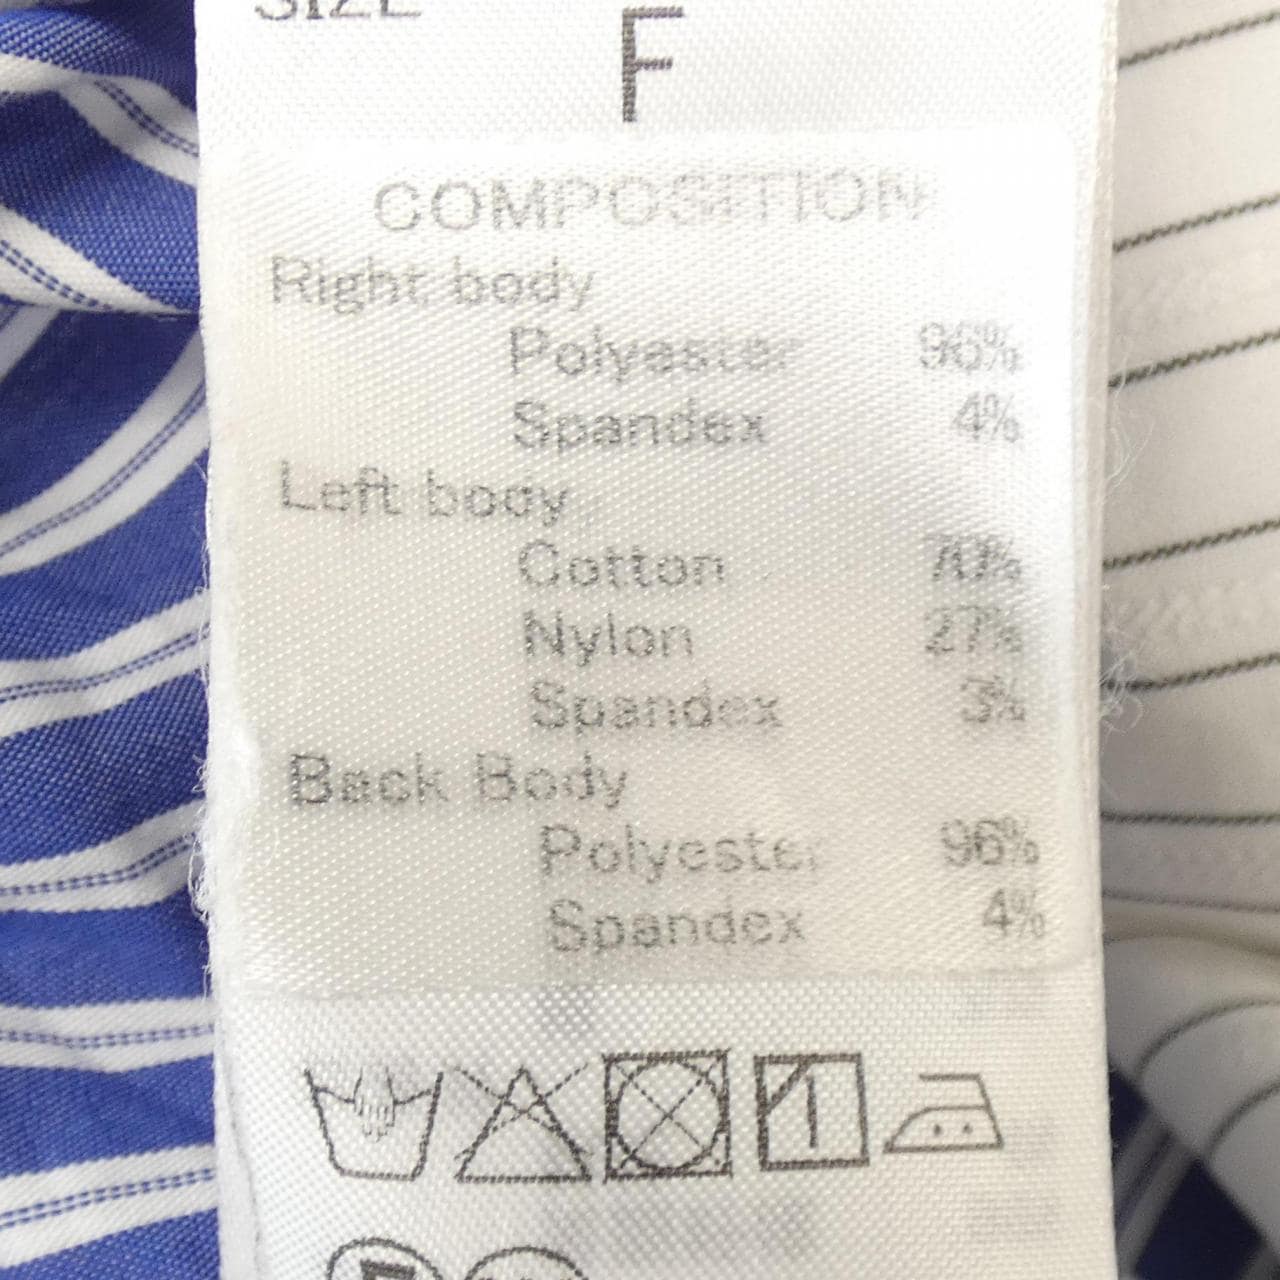 SIZE
F
COMPOSITION
Right body
Polyester 96%
Spandex 4%
Left body
Cotton 70%
Nylon 27%
Spandex 3%
Back Body
Polyester 96%
Spandex 4%